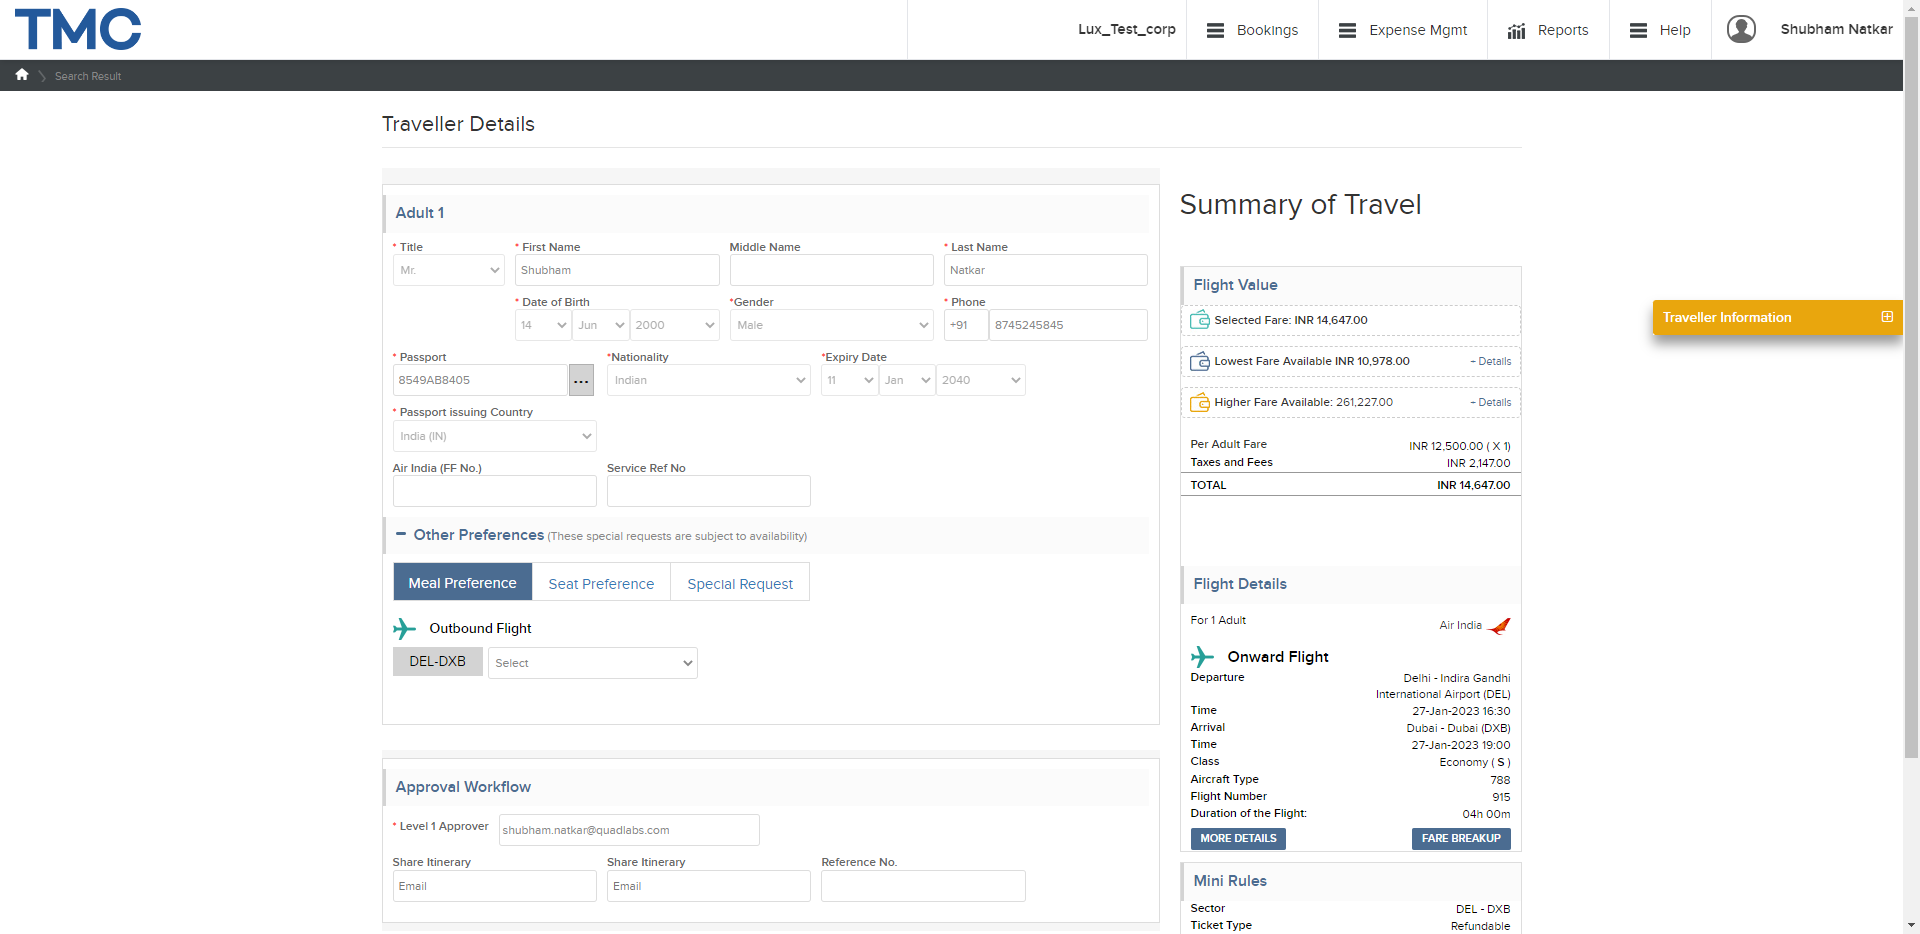 TMC
Lux_Test_corp
Bookings
Expense Mgmt
Reports
Help
Shubham Natkar
Search Result
Traveller Details
Adult 1
* Title
* First Name
Middle Name
* Last Name
Mr.
Shubham
Natkar
* Date of Birth
*Gender
* Phone
14
Jun
2000
Male
+91
8745245845
* Passport
*Nationality
*Expiry Date
8549AB8405
...
Indian
11
Jan
2040
* Passport issuing Country
India (IN)
Air India (FF No.)
Service Ref No
Other Preferences (These special requests are subject to availability)
Meal Preference
Seat Preference
Special Request
Outbound Flight
DEL-DXB
Select
Approval Workflow
* Level 1 Approver
shubham.natkar@quadlabs.com
Share Itinerary
Share Itinerary
Reference No.
Email
Email
Summary of Travel
Flight Value
Selected Fare: INR 14,647.00
Lowest Fare Available INR 10,978.00
+ Details
Higher Fare Available: 261,227.00
+ Details
Per Adult Fare
INR 12,500.00 ( X 1)
Taxes and Fees
INR 2,147.00
TOTAL
INR 14,647.00
Flight Details
For 1 Adult
Air India
Onward Flight
Departure
Delhi - Indira Gandhi
International Airport (DEL)
Time
27-Jan-2023 16:30
Arrival
Dubai - Dubai (DXB)
Time
27-Jan-2023 19:00
Class
Economy ( S )
Aircraft Type
788
Flight Number
915
Duration of the Flight:
04h 00m
MORE DETAILS
FARE BREAKUP
Mini Rules
Sector
DEL - DXB
Ticket Type
Refundable
Traveller Information